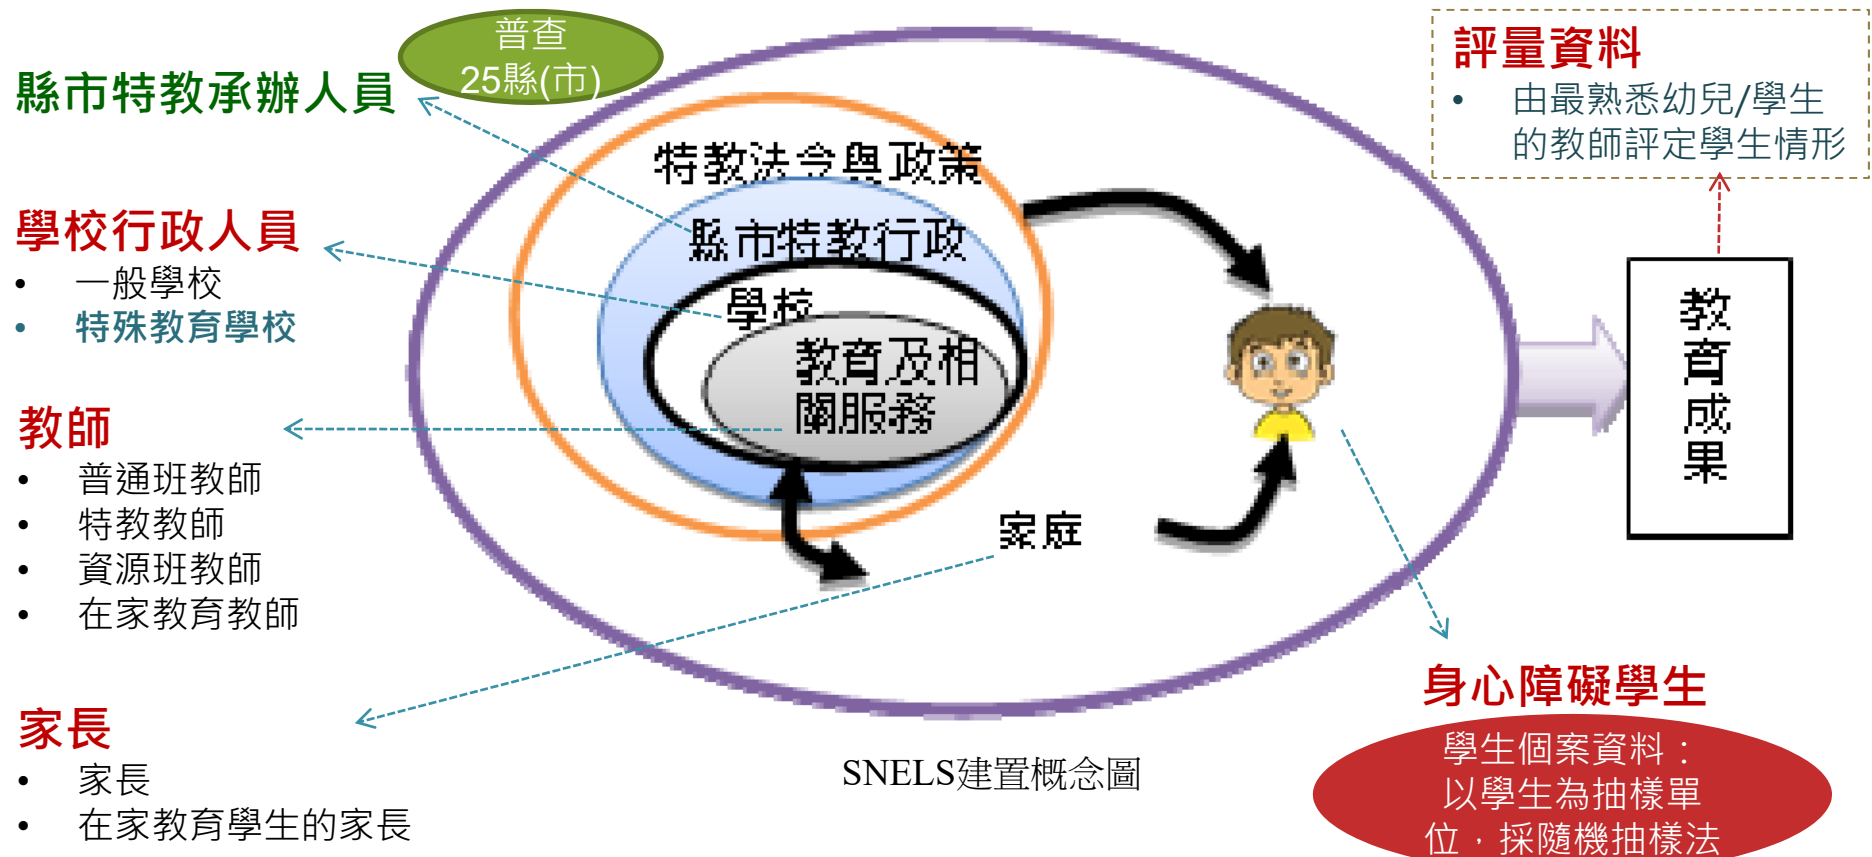 普查
25縣(市)
縣市特教承辦人員
學校行政人員
• 一般學校
• 特殊教育學校
教師
• 普通班教師
• 特教教師
• 資源班教師
• 在家教育教師
家長
• 家長
• 在家教育學生的家長
特教法令與政策
縣市特教行政
學校
教育及相
關服務
家庭
SNELS建置概念圖
評量資料
• 由最熟悉幼兒/學生
的教師評定學生情形
教育成果
身心障礙學生
學生個案資料：
以學生為抽樣單
位，採隨機抽樣法